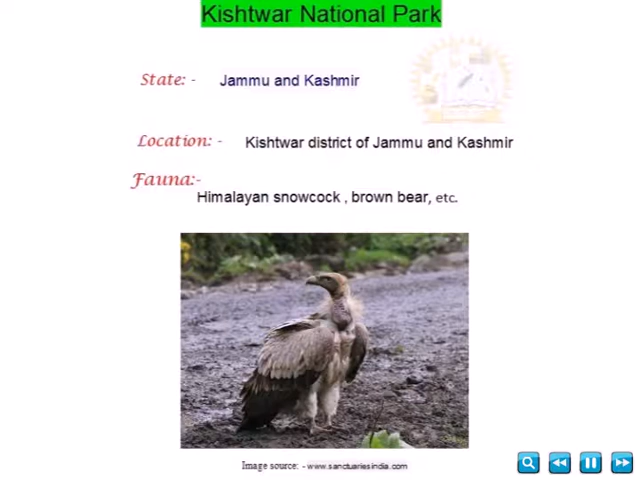 Kishtwar National Park
State: - Jammu and Kashmir
Location: - Kishtwar district of Jammu and Kashmir
Fauna:-
Himalayan snowcock , brown bear, etc.
Image source: - www.sanctuariesindia.com